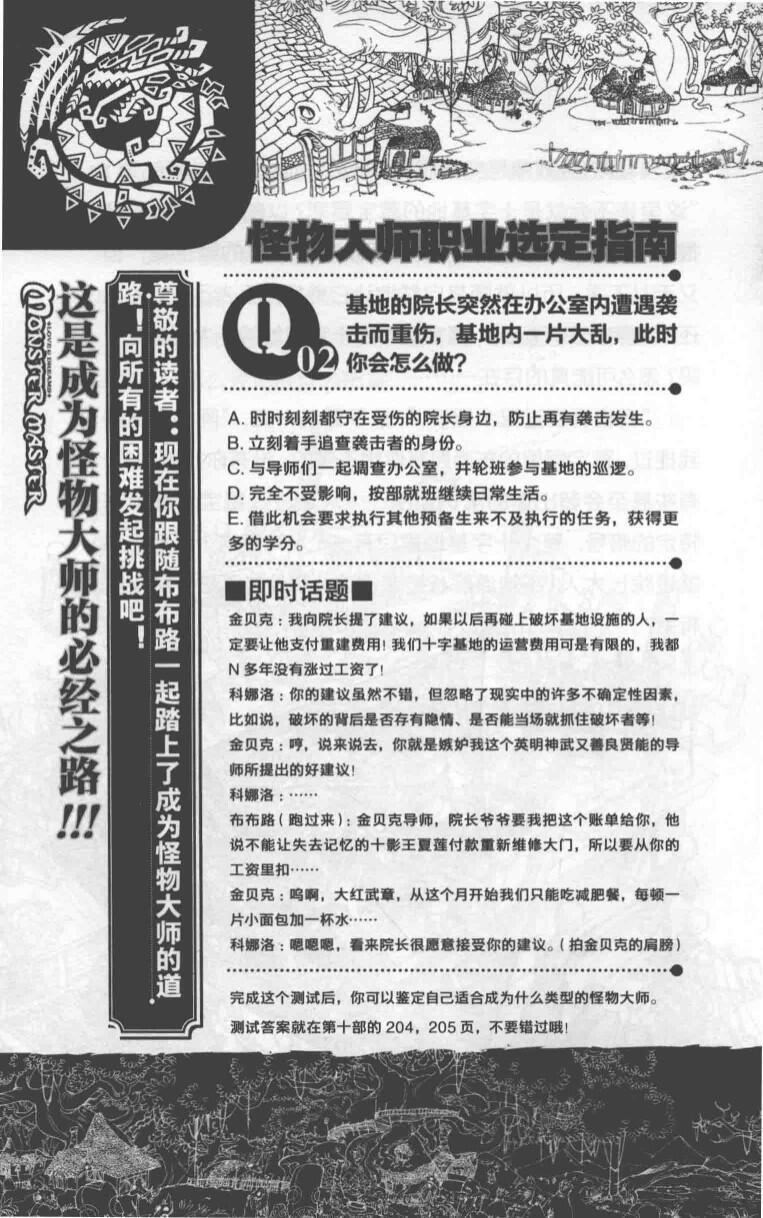 怪物大师职业选定指南
Q02
基地的院长突然在办公室内遭遇袭
击而重伤，基地内一片大乱，此时
你会怎么做？
A. 时时刻刻都守在受伤的院长身边，防止再有袭击发生。
B. 立刻着手追查袭击者的身份。
C. 与导师们一起调查办公室，并轮班参与基地的巡逻。
D. 完全不受影响，按部就班继续日常生活。
E. 借此机会要求执行其他预备生来不及执行的任务，获得更
多的学分。
■即时话题■
金贝克：我向院长提了建议，如果以后再碰上破坏基地设施的人，一
定要让他支付重建费用！我们十字基地的运营费用可是有限的，我都
N多年没有涨过工资了！
科娜洛：你的建议虽然不错，但忽略了现实中的许多不确定性因素，
比如说，破坏的背后是否存有隐情、是否能当场就抓住破坏者等！
金贝克：哼，说来说去，你就是嫉妒我这个英明神武又善良贤能的导
师所提出的好建议！
科娜洛：……
布布路（跑过来）：金贝克导师，院长爷爷要我把这个账单给你，他
说不能让失去记忆的十影王夏莲付款重新维修大门，所以要从你的
工资里扣……
金贝克：呜啊，大红武章，从这个月开始我们只能吃减肥餐，每顿一
片小面包加一杯水……
科娜洛：嗯嗯嗯，看来院长很愿意接受你的建议。（拍金贝克的肩膀）
完成这个测试后，你可以鉴定自己适合成为什么类型的怪物大师。
测试答案就在第十部的204，205页，不要错过哦！
尊敬的读者：现在你跟随布布路一起踏上了成为怪物大师的道
路！向所有的困难发起挑战吧！
这是成为怪物大师的必经之路!!!
LOVE & DREAMS
MONSTER MASTER